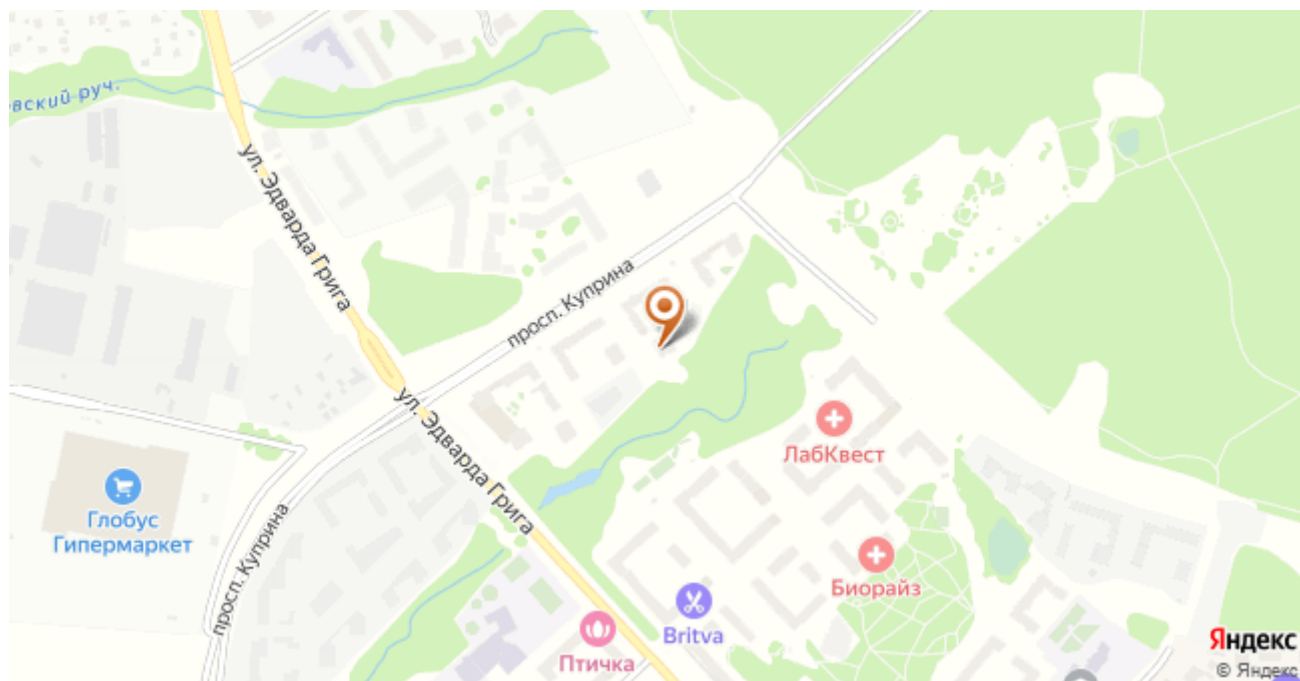 вский руч.
ул. Эдварда Грига
просп. Куприна
ул. Эдварда Грига
ЛабКвест
Глобус
Гипермаркет
просп. Куприна
Биорайз
Britva
Птичка
Яндекс
© Яндекс